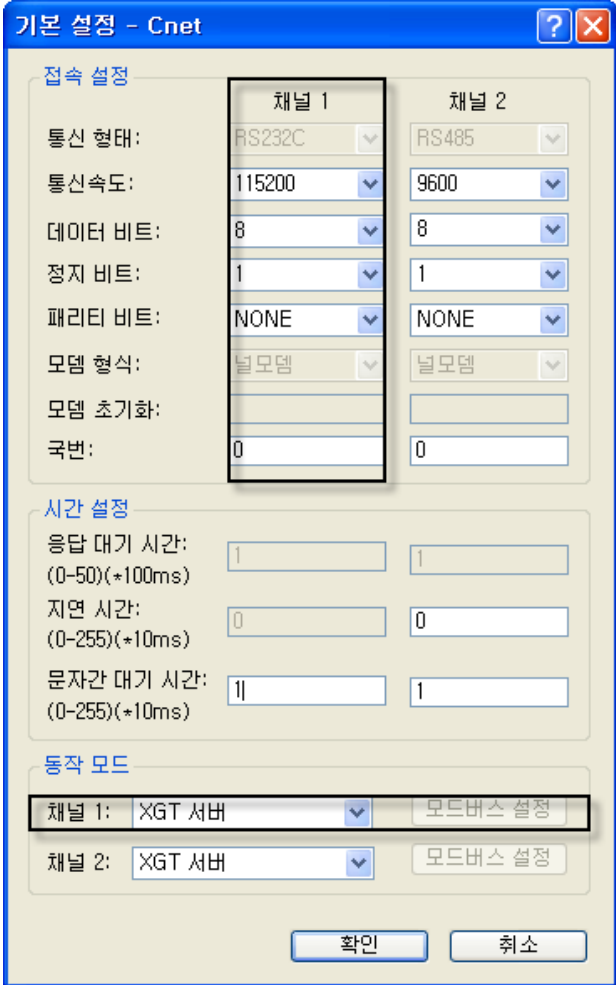 기본 설정 - Cnet
접속 설정
채널 1 채널 2
통신 형태: RS232C RS485
통신속도: 115200 9600
데이터 비트: 8 8
정지 비트: 1 1
패리티 비트: NONE NONE
모뎀 형식: 널모뎀 널모뎀
모뎀 초기화:
국번: 0 0
시간 설정
응답 대기 시간: 1 1
(0-50)(*100ms)
지연 시간: 0 0
(0-255)(*10ms)
문자간 대기 시간: 1 1
(0-255)(*10ms)
동작 모드
채널 1: XGT 서버 모드버스 설정
채널 2: XGT 서버 모드버스 설정
확인 취소